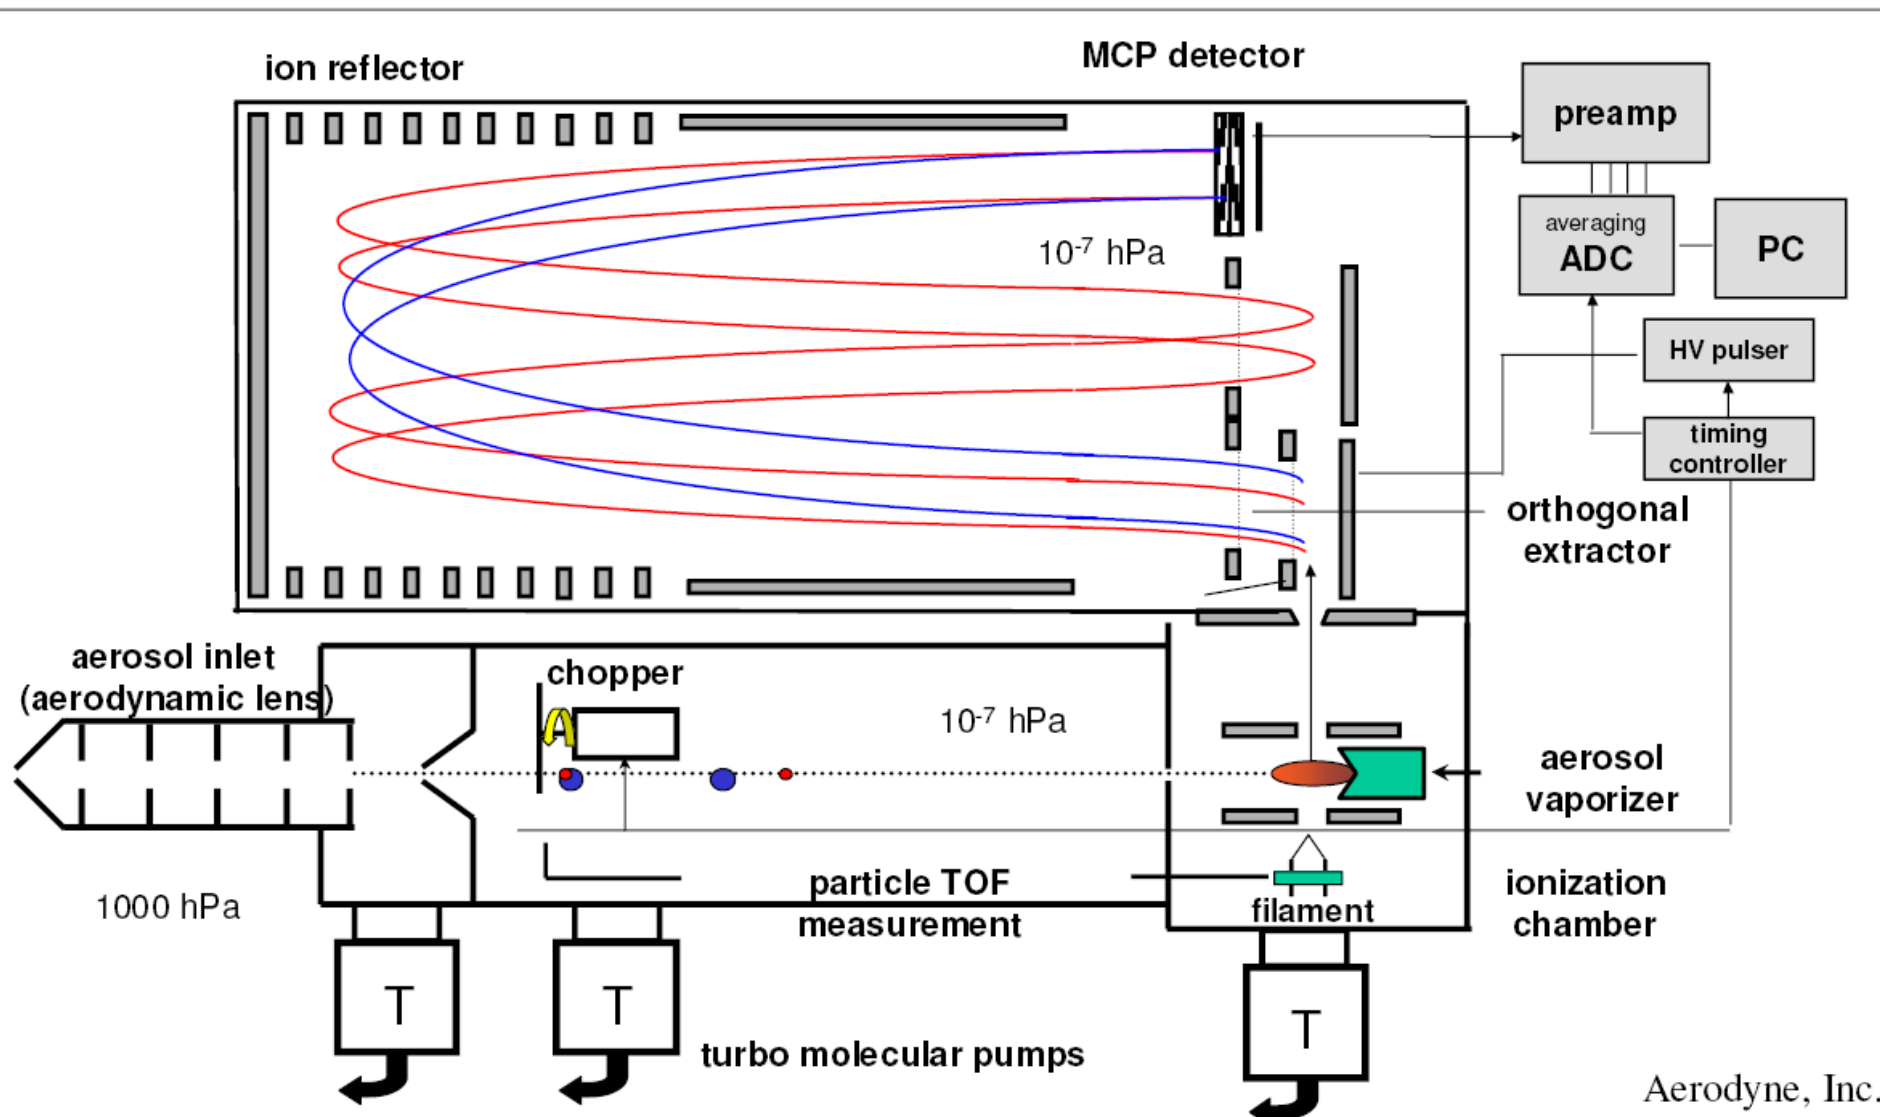 ion reflector
MCP detector
preamp
averaging
ADC
PC
10-7 hPa
HV pulser
timing
controller
orthogonal
extractor
aerosol inlet
(aerodynamic lens)
chopper
10-7 hPa
aerosol
vaporizer
particle TOF
measurement
filament
ionization
chamber
1000 hPa
T
T
T
turbo molecular pumps
Aerodyne, Inc.